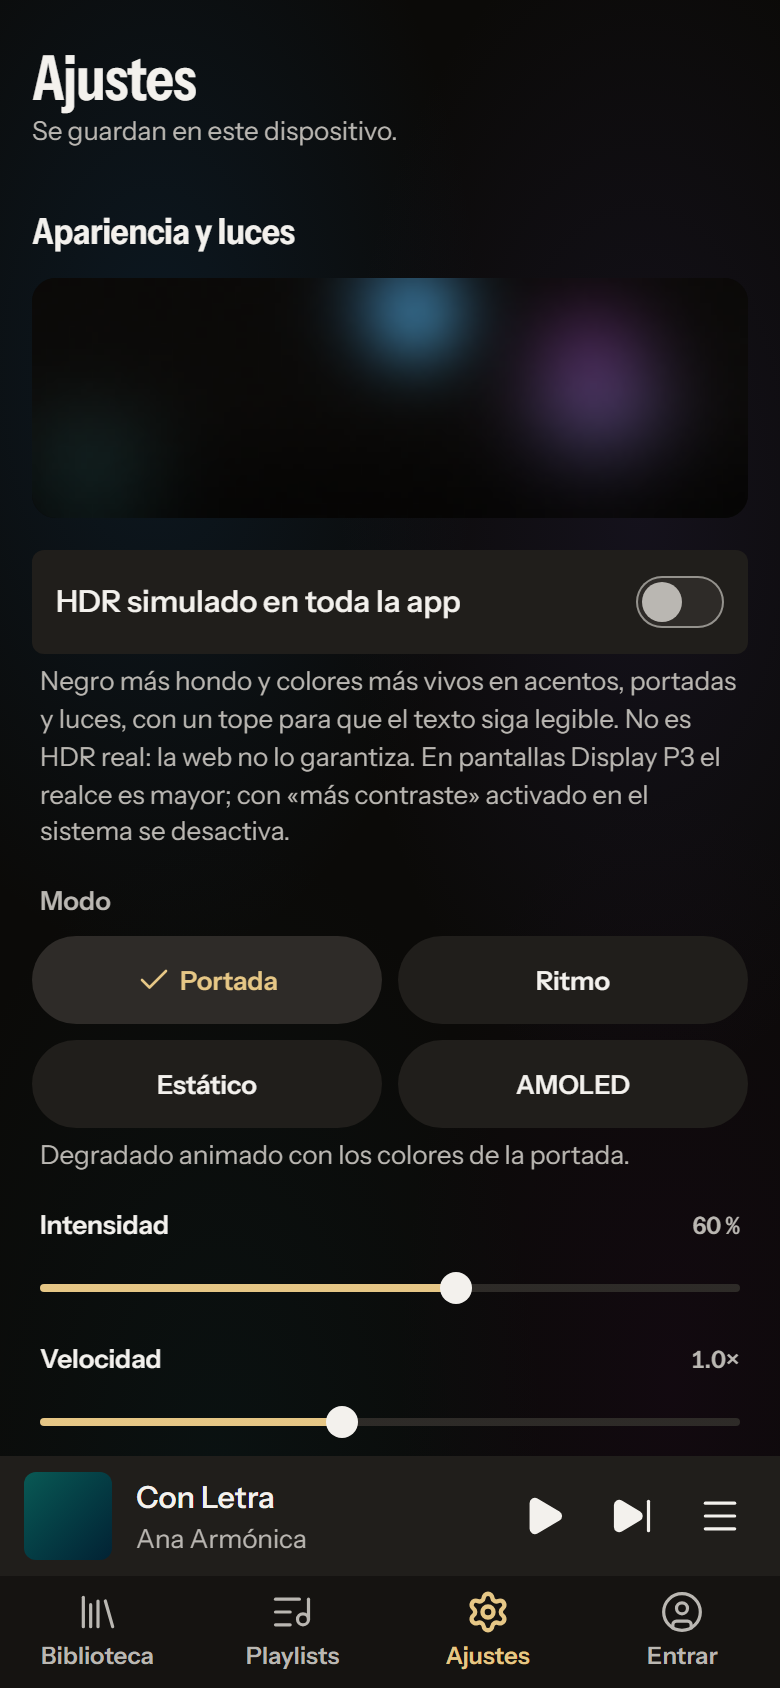 Ajustes
Se guardan en este dispositivo.
Apariencia y luces
HDR simulado en toda la app
Negro más hondo y colores más vivos en acentos, portadas
y luces, con un tope para que el texto siga legible. No es
HDR real: la web no lo garantiza. En pantallas Display P3 el
realce es mayor; con «más contraste» activado en el
sistema se desactiva.
Modo
Portada
Ritmo
Estático
AMOLED
Degradado animado con los colores de la portada.
Intensidad
60 %
Velocidad
1.0×
Con Letra
Ana Armónica
Biblioteca
Playlists
Ajustes
Entrar